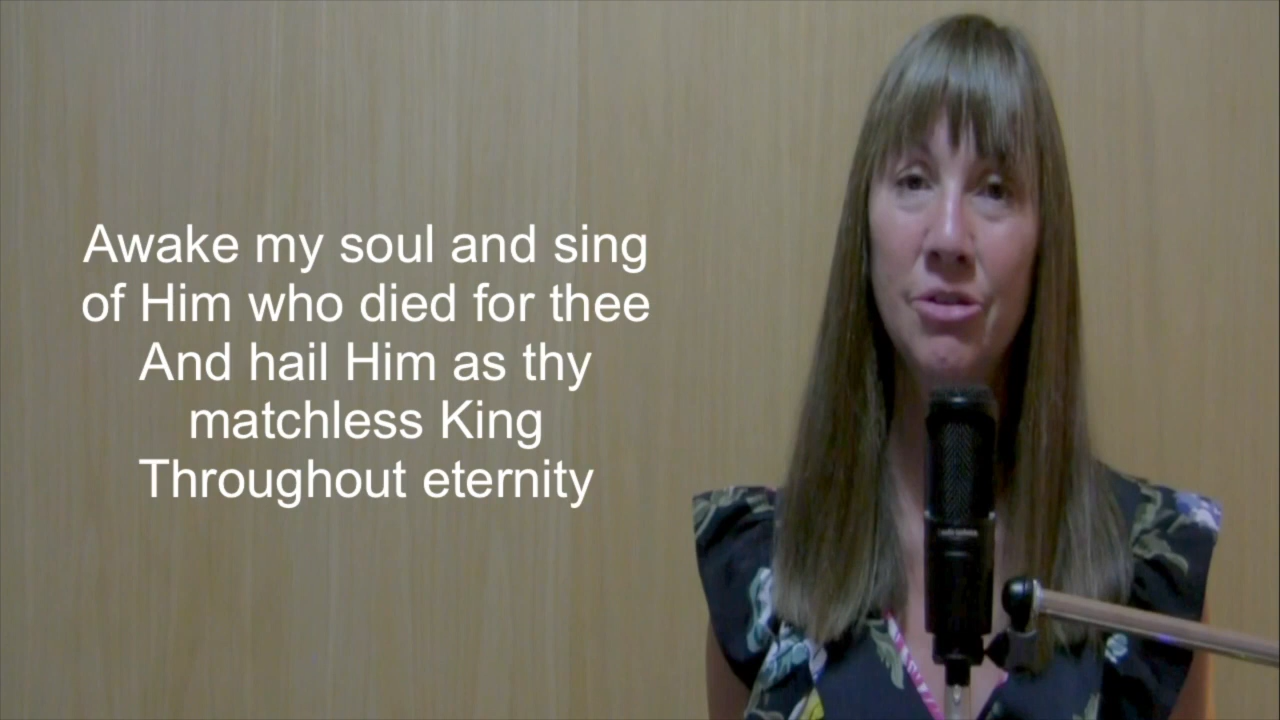 Awake my soul and sing
of Him who died for thee
And hail Him as thy
matchless King
Throughout eternity